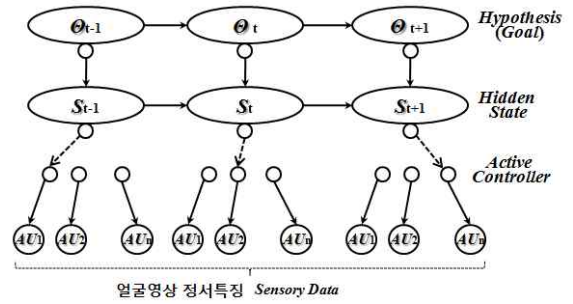 Θt-1 Θt Θt+1 Hypothesis
(Goal)
St-1 St St+1 Hidden
State
Active
Controller
AU1 AU2 AUn AU1 AU2 AUn AU1 AU2 AUn
얼굴영상 정서특징 Sensory Data